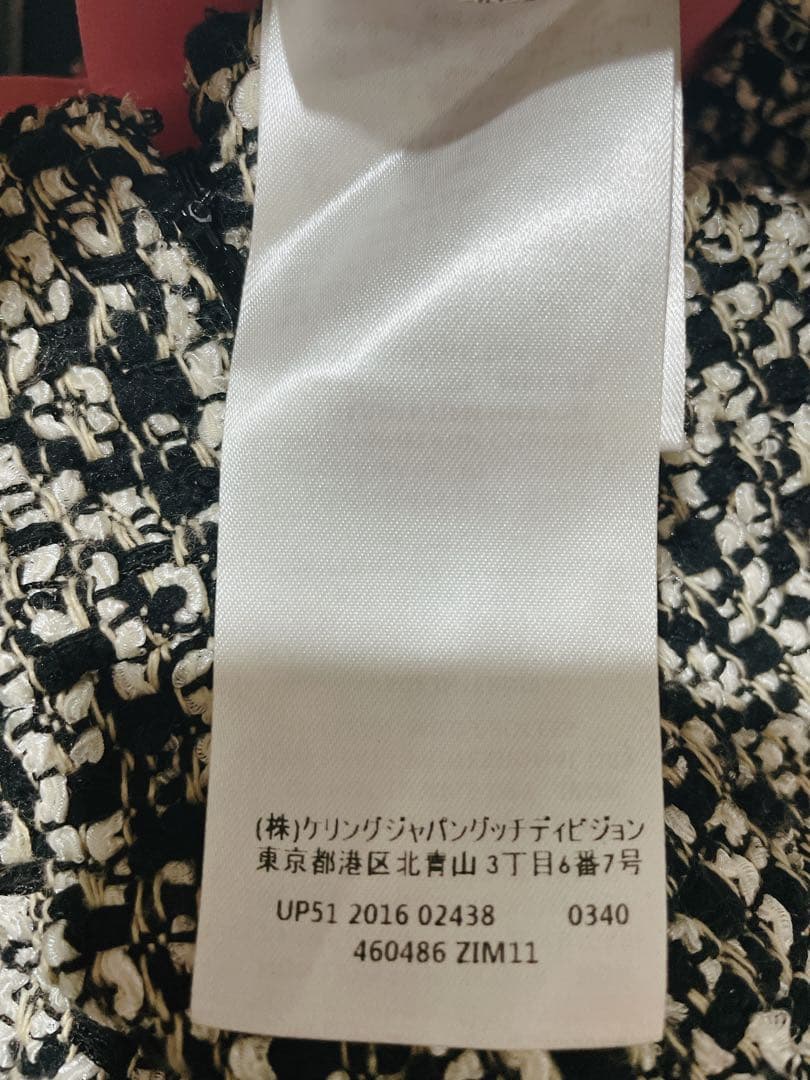 (株)ケリングジャパングッチディビジョン
東京都港区北青山3丁目6番7号
UP51 2016 02438 0340
460486 ZIM11